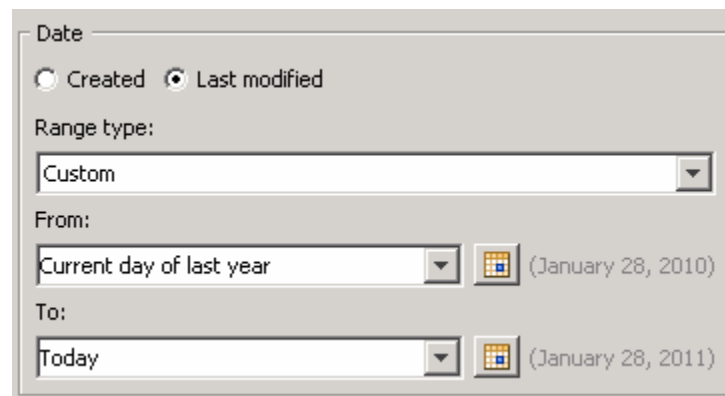 Date
Created Last modified
Range type:
Custom
From:
Current day of last year (January 28, 2010)
To:
Today (January 28, 2011)